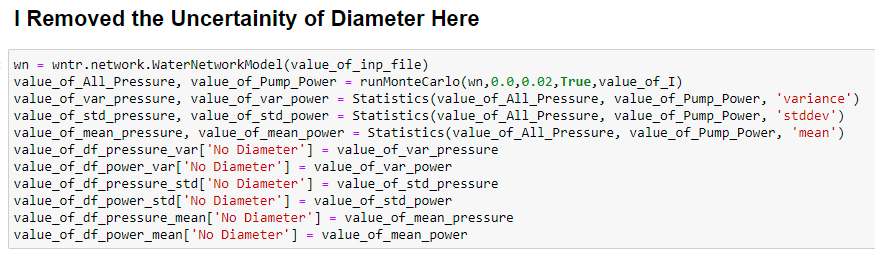 I Removed the Uncertainity of Diameter Here
wn = wntr.network.WaterNetworkModel(value_of_inp_file)
value_of_All_Pressure, value_of_Pump_Power = runMonteCarlo(wn,0.0,0.02,True,value_of_I)
value_of_var_pressure, value_of_var_power = Statistics(value_of_All_Pressure, value_of_Pump_Power, 'variance')
value_of_std_pressure, value_of_std_power = Statistics(value_of_All_Pressure, value_of_Pump_Power, 'stddev')
value_of_mean_pressure, value_of_mean_power = Statistics(value_of_All_Pressure, value_of_Pump_Power, 'mean')
value_of_df_pressure_var['No Diameter'] = value_of_var_pressure
value_of_df_power_var['No Diameter'] = value_of_var_power
value_of_df_pressure_std['No Diameter'] = value_of_std_pressure
value_of_df_power_std['No Diameter'] = value_of_std_power
value_of_df_pressure_mean['No Diameter'] = value_of_mean_pressure
value_of_df_power_mean['No Diameter'] = value_of_mean_power